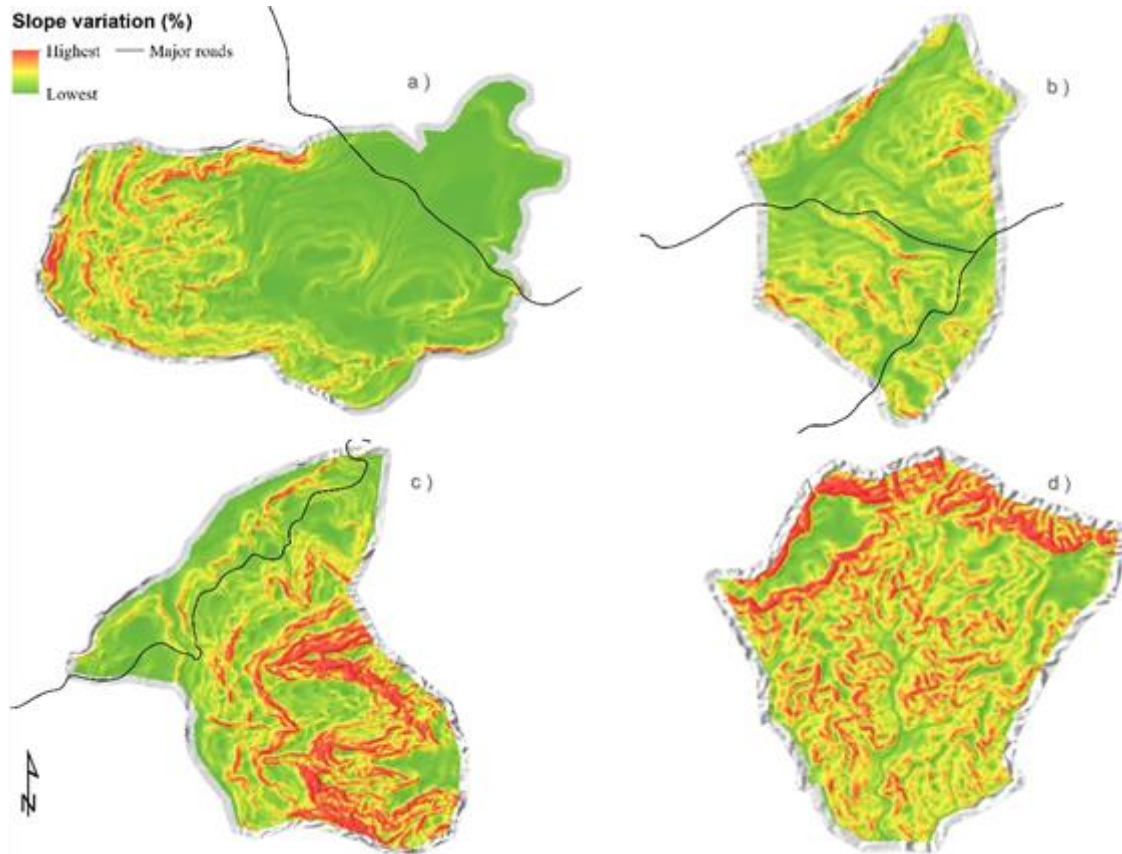 Slope variation (%)
Highest
Major roads
Lowest
a )
b )
c )
d )
N